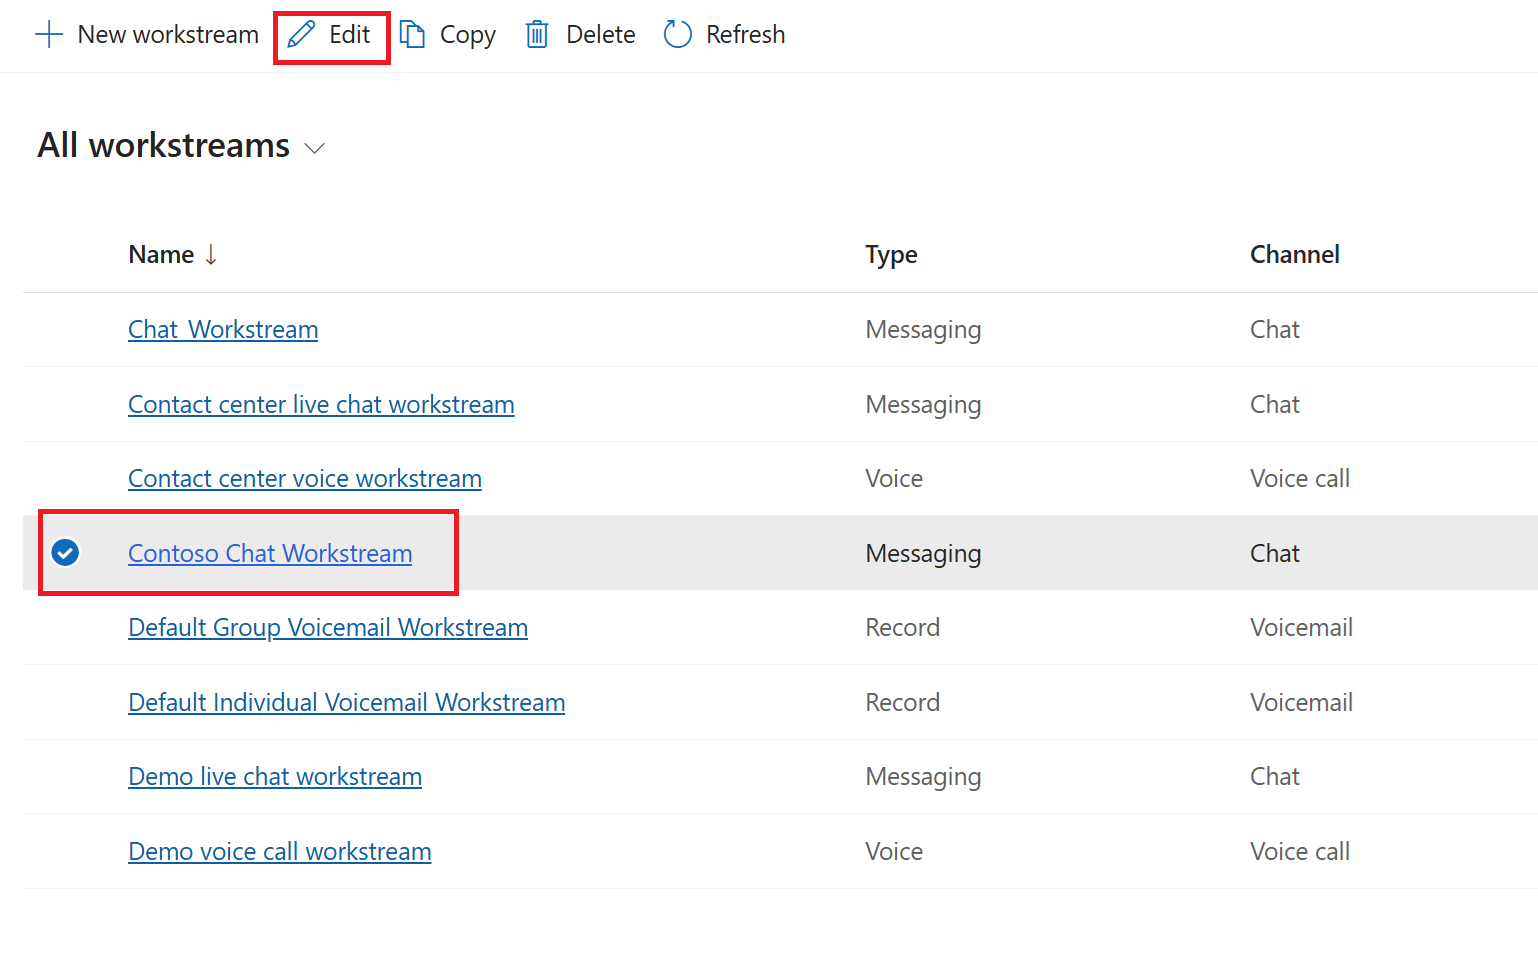 New workstream Edit Copy Delete Refresh
All workstreams
Name Type Channel
Chat Workstream Messaging Chat
Contact center live chat workstream Messaging Chat
Contact center voice workstream Voice Voice call
Contoso Chat Workstream Messaging Chat
Default Group Voicemail Workstream Record Voicemail
Default Individual Voicemail Workstream Record Voicemail
Demo live chat workstream Messaging Chat
Demo voice call workstream Voice Voice call